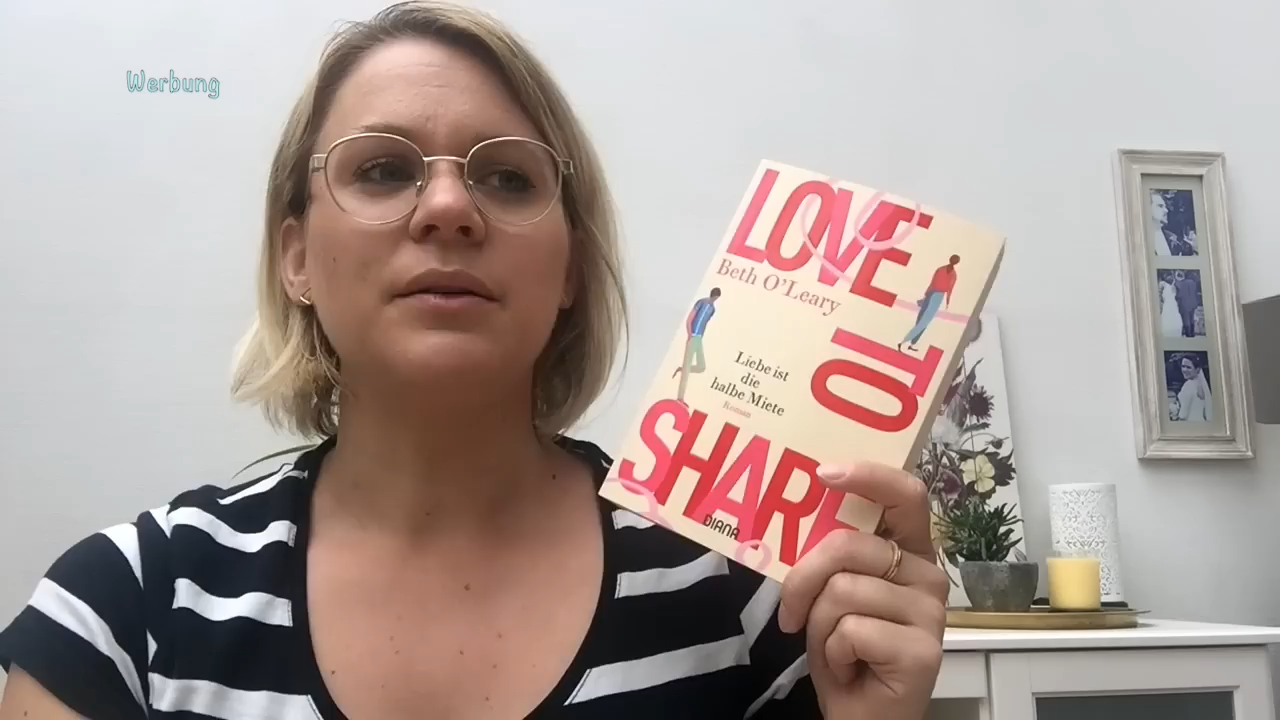 Werbung
LOVE
Beth O'Leary
TO
Liebe ist
die
halbe Miete
Roman
SHARE
DIANA